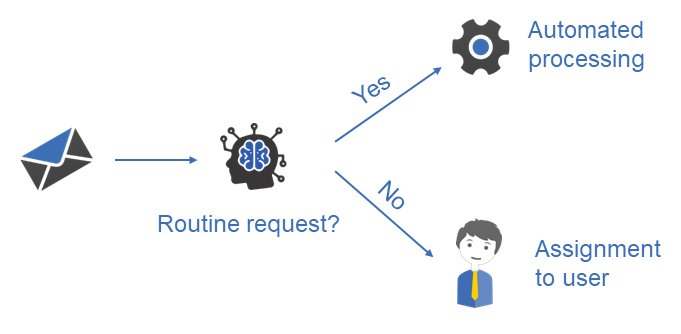 Routine request?
Yes
Automated
processing
No
Assignment
to user